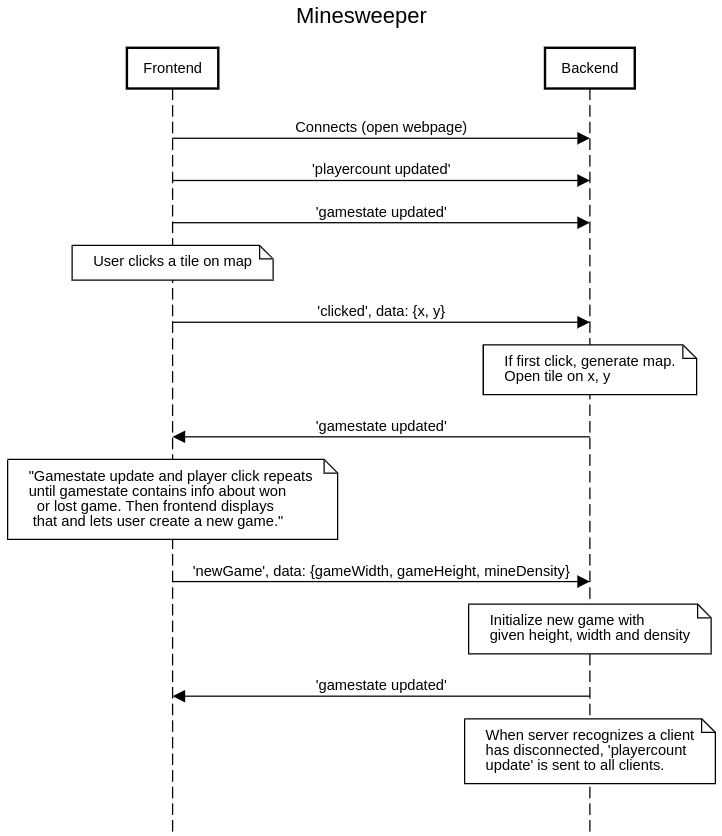 Minesweeper
Frontend
Backend
Connects (open webpage)
'playercount updated'
'gamestate updated'
User clicks a tile on map
'clicked', data: {x, y}
If first click, generate map.
Open tile on x, y
'gamestate updated'
"Gamestate update and player click repeats
until gamestate contains info about won
or lost game. Then frontend displays
that and lets user create a new game."
'newGame', data: {gameWidth, gameHeight, mineDensity}
Initialize new game with
given height, width and density
'gamestate updated'
When server recognizes a client
has disconnected, 'playercount
update' is sent to all clients.